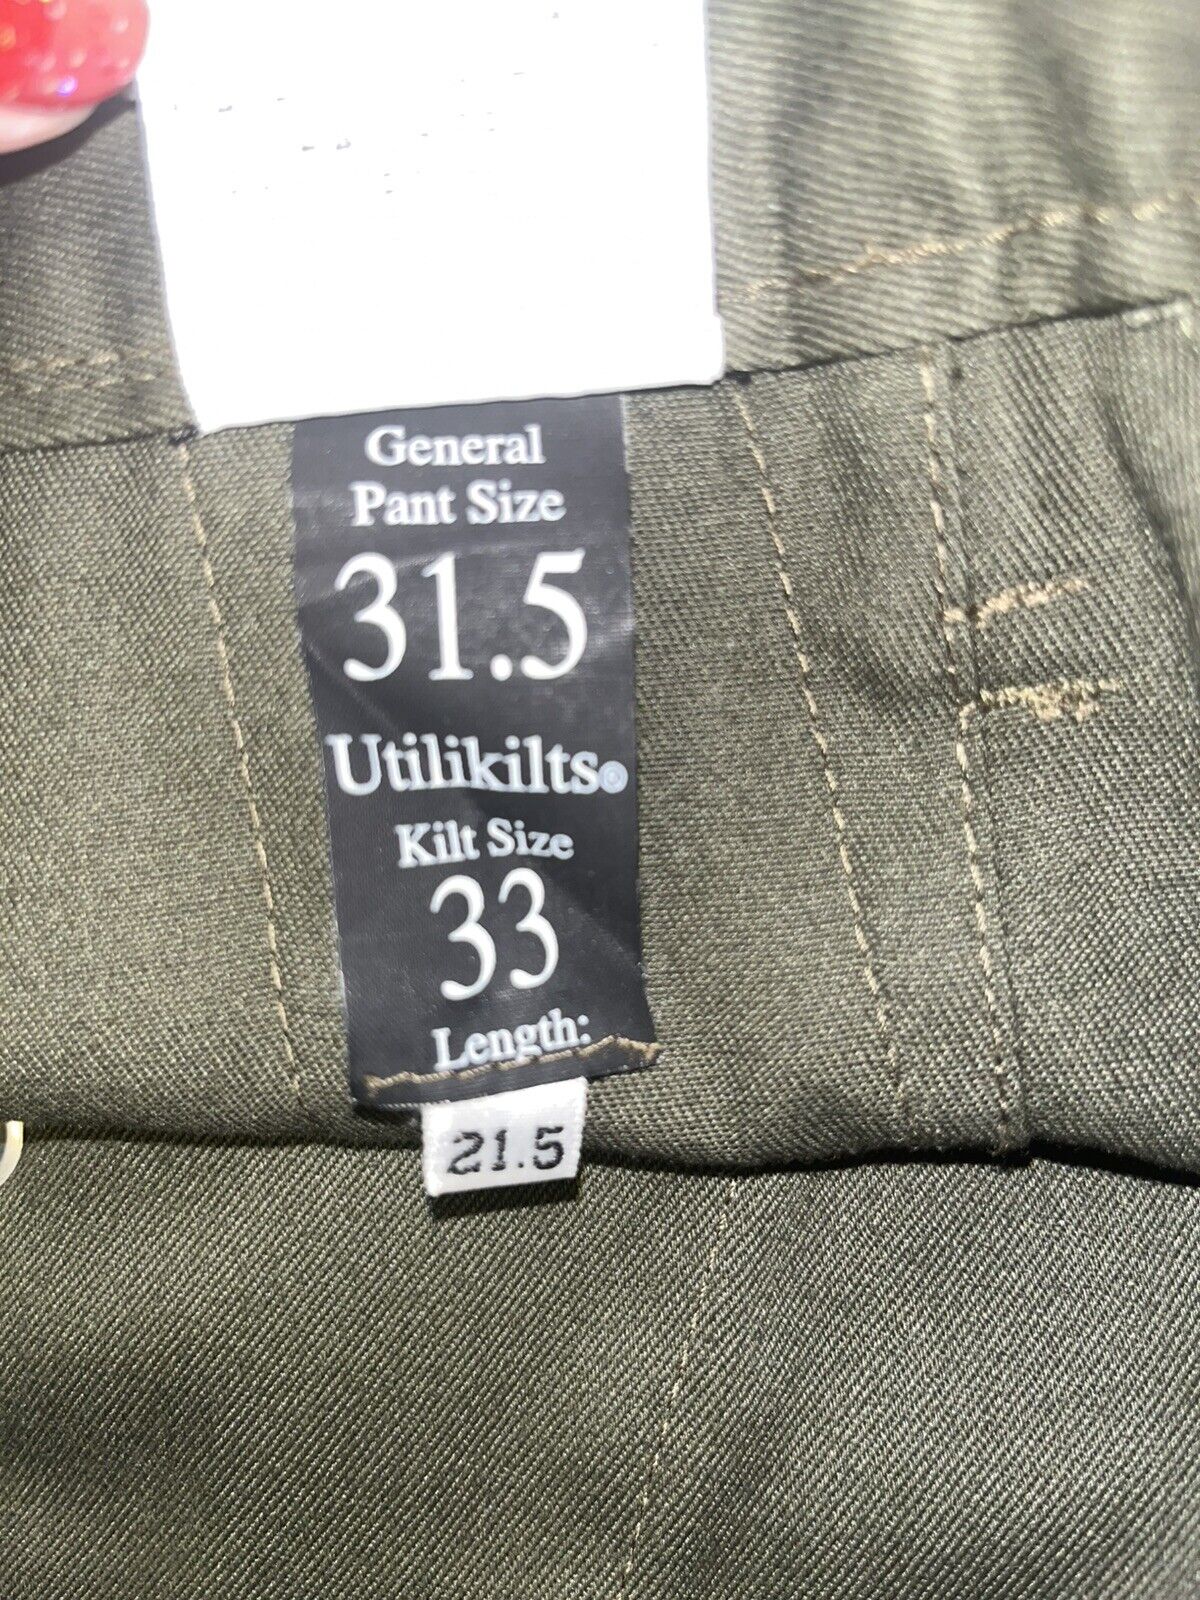 General
Pant Size
31.5
Utilikilts®
Kilt Size
33
Length:
21.5